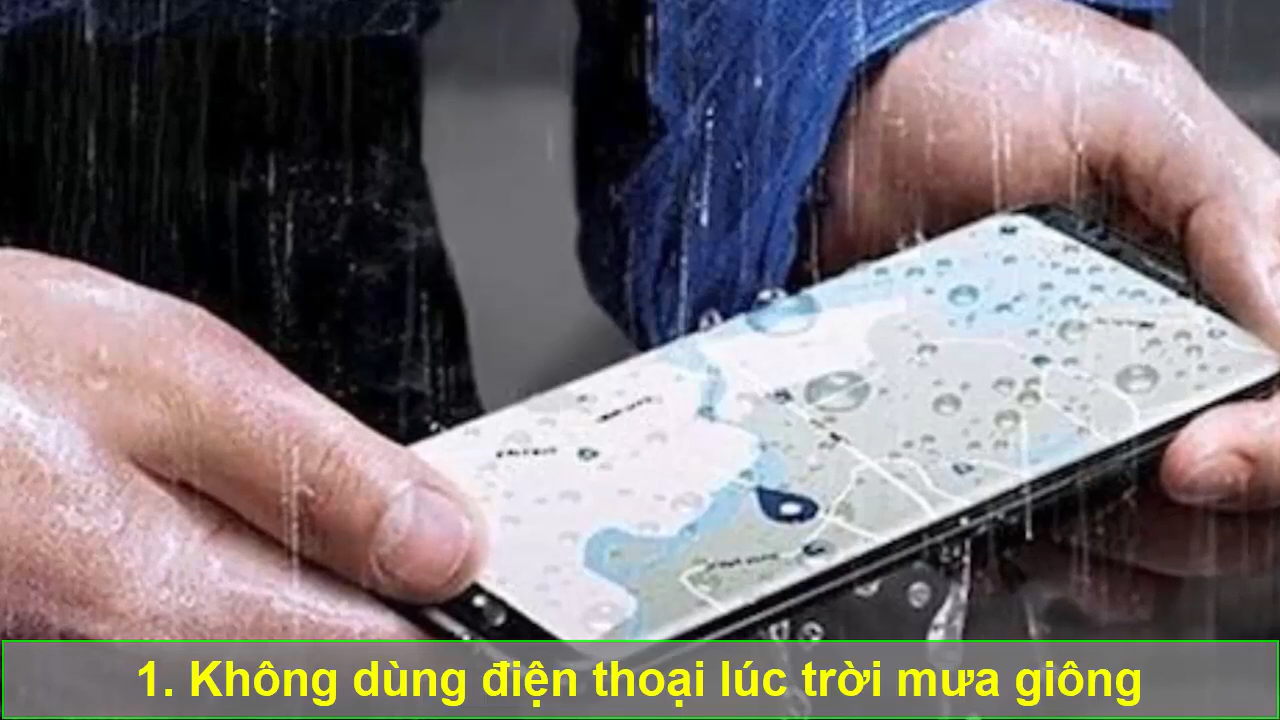 1. Không dùng điện thoại lúc trời mưa giông